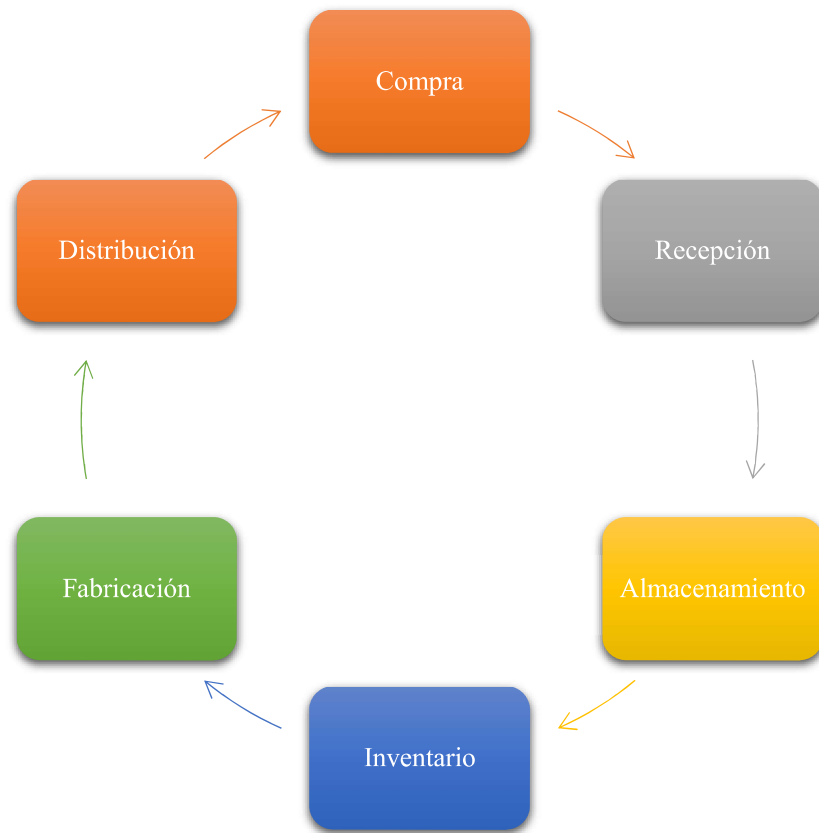 Compra
Recepción
Almacenamiento
Inventario
Fabricación
Distribución